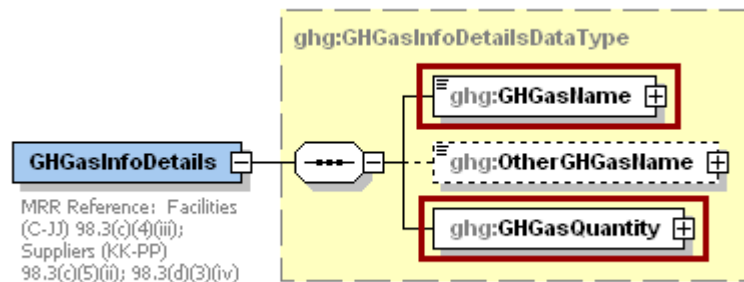 ghg:GHGasInfoDetailsDataType
ghg:GHGasName
GHGasInfoDetails
ghg:OtherGHGasName
MRR Reference: Facilities
(C-JJ) 98.3(c)(4)(iii);
Suppliers (KK-PP)
98.3(c)(5)(ii); 98.3(d)(3)(iv)
ghg:GHGasQuantity